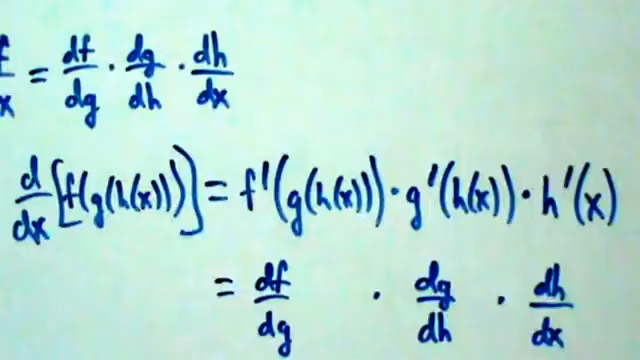 f/x = df/dg · dg/dh · dh/dx
d/dx [f(g(h(x)))] = f'(g(h(x))) · g'(h(x)) · h'(x)
= df/dg · dg/dh · dh/dx